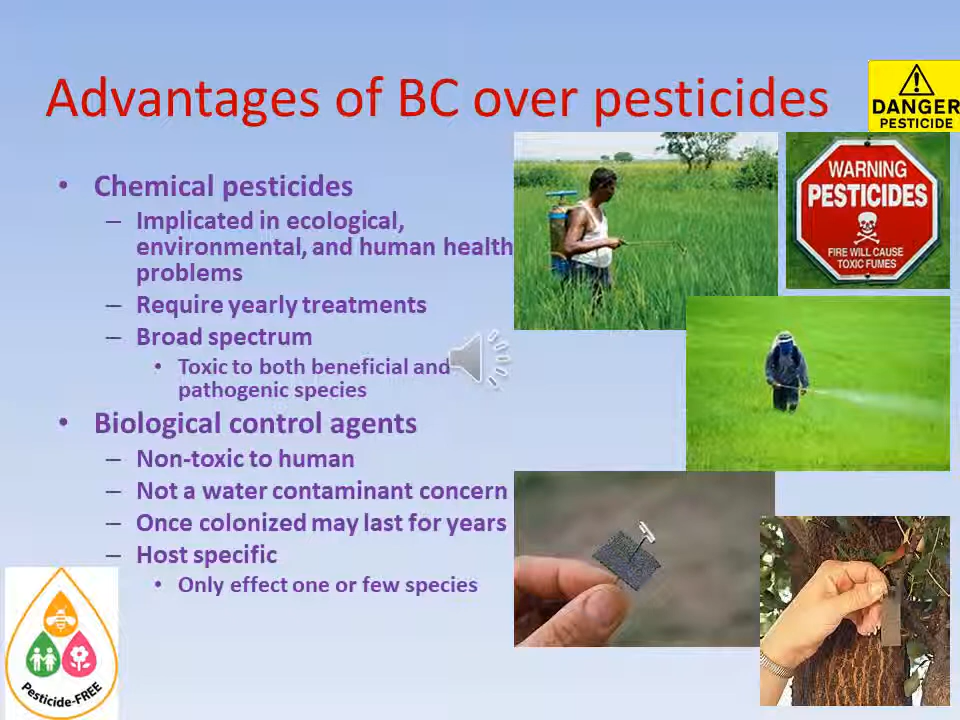 Advantages of BC over pesticides
DANGER
PESTICIDE
WARNING
PESTICIDES
FIRE WILL CAUSE
TOXIC FUMES
• Chemical pesticides
– Implicated in ecological,
environmental, and human health
problems
– Require yearly treatments
– Broad spectrum
• Toxic to both beneficial and
pathogenic species
• Biological control agents
– Non-toxic to human
– Not a water contaminant concern
– Once colonized may last for years
– Host specific
• Only effect one or few species
Pesticide-FREE